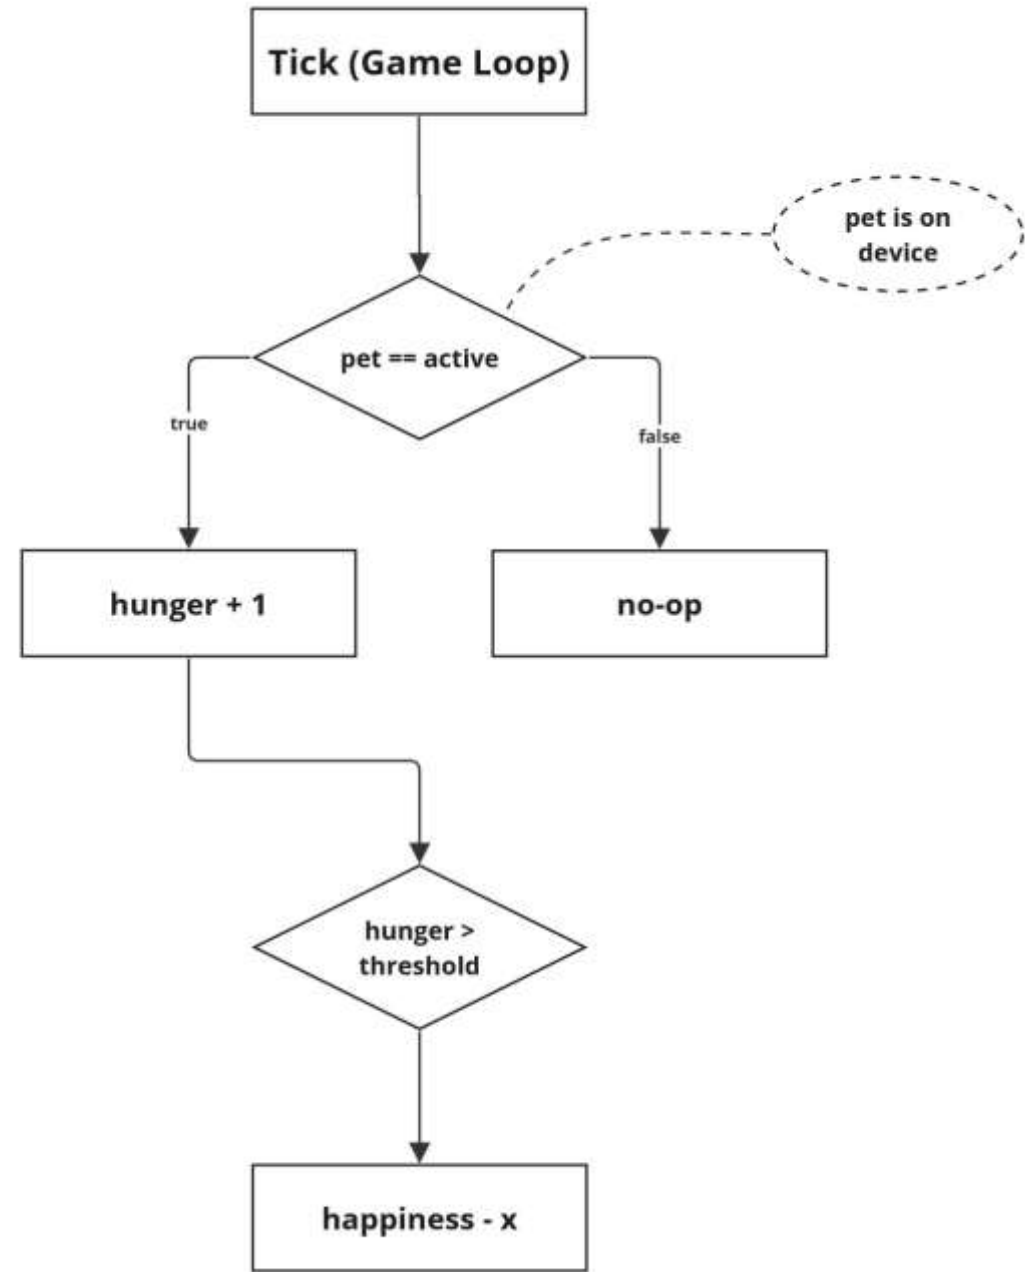 Tick (Game Loop)
pet is on
device
pet == active
true
false
hunger + 1
no-op
hunger >
threshold
happiness - x